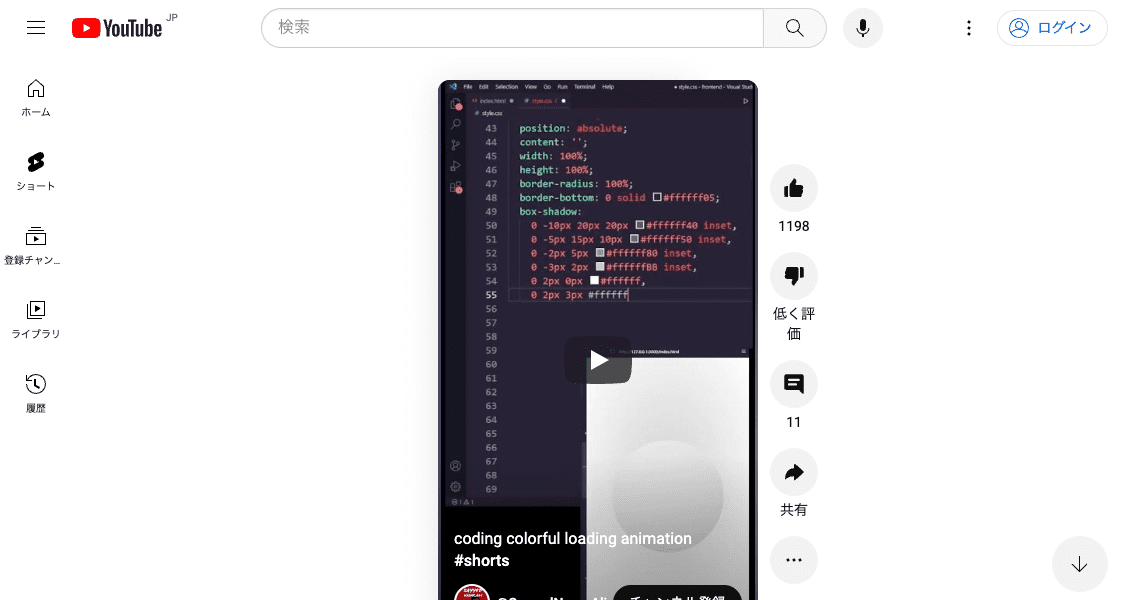 YouTube JP
検索
ログイン
ホーム
ショート
登録チャン...
ライブラリ
履歴
File Edit Selection View Go Run Terminal Help
● style.css - frontend - Visual Stud
index.html ●
# style.css / ●
# style.css
43 position: absolute;
44 content: '';
45 width: 100%;
46 height: 100%;
47 border-radius: 100%;
48 border-bottom: 0 solid #ffffff05;
49 box-shadow:
50 0 -10px 20px 20px #ffffff40 inset,
51 0 -5px 15px 10px #ffffff50 inset,
52 0 -2px 5px #ffffff80 inset,
53 0 -3px 2px #ffffffBB inset,
54 0 2px 0px #ffffff,
55 0 2px 3px #ffffff
56
57
58
59
60
61
62
63
64
65
66
67
68
69
coding colorful loading animation
#shorts
チャンネル登録
1198
低く評
価
11
共有